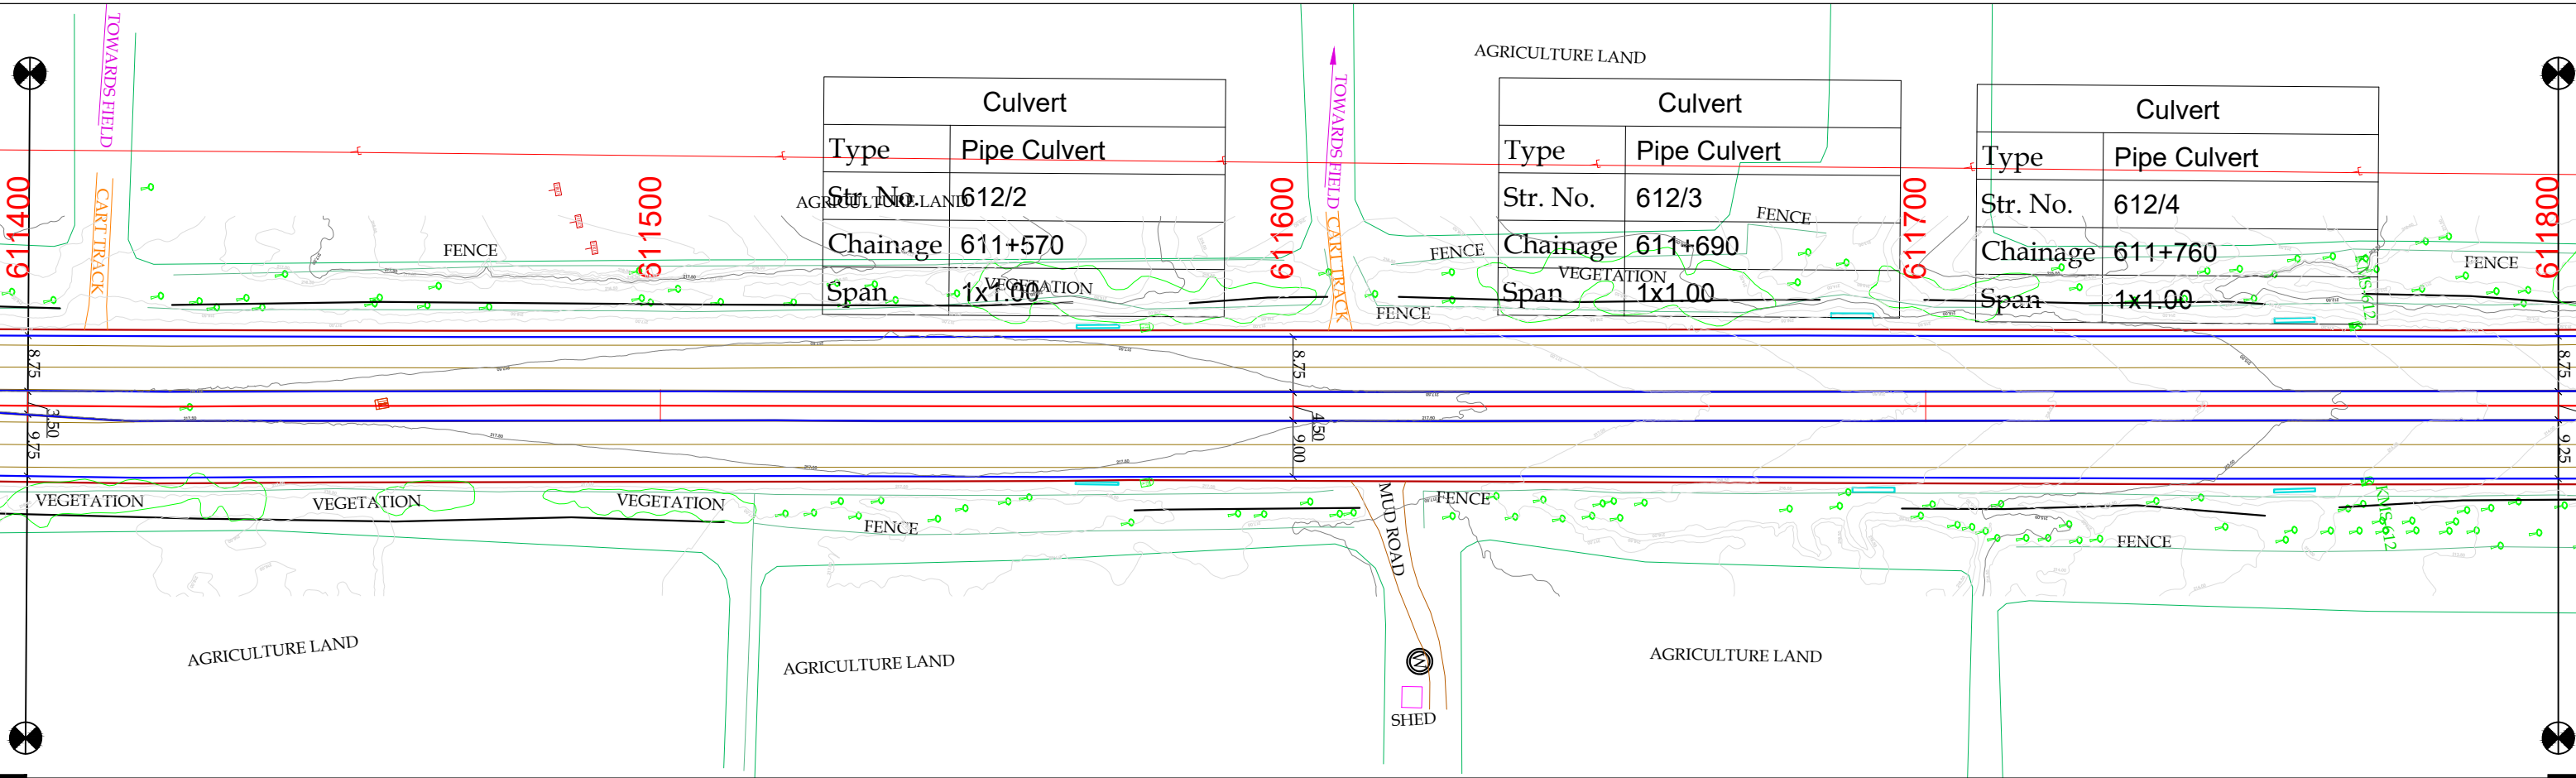 TOWARDS FIELD
CART TRACK
611400
611500
611600
611700
611800
AGRICULTURE LAND
Culvert
Type Pipe Culvert
Str. No. 612/2
Chainage 611+570
Span 1x1.00
AGRICULTURE LAND
VEGETATION
FENCE
TOWARDS FIELD
CART TRACK
FENCE
FENCE
Culvert
Type Pipe Culvert
Str. No. 612/3
Chainage 611+690
Span 1x1.00
FENCE
VEGETATION
Culvert
Type Pipe Culvert
Str. No. 612/4
Chainage 611+760
Span 1x1.00
KMS 612
FENCE
8.75
3.50
9.75
8.75
4.50
9.00
8.75
9.25
VEGETATION
VEGETATION
VEGETATION
FENCE
MUD ROAD
FENCE
FENCE
KMS 612
AGRICULTURE LAND
AGRICULTURE LAND
AGRICULTURE LAND
W
SHED